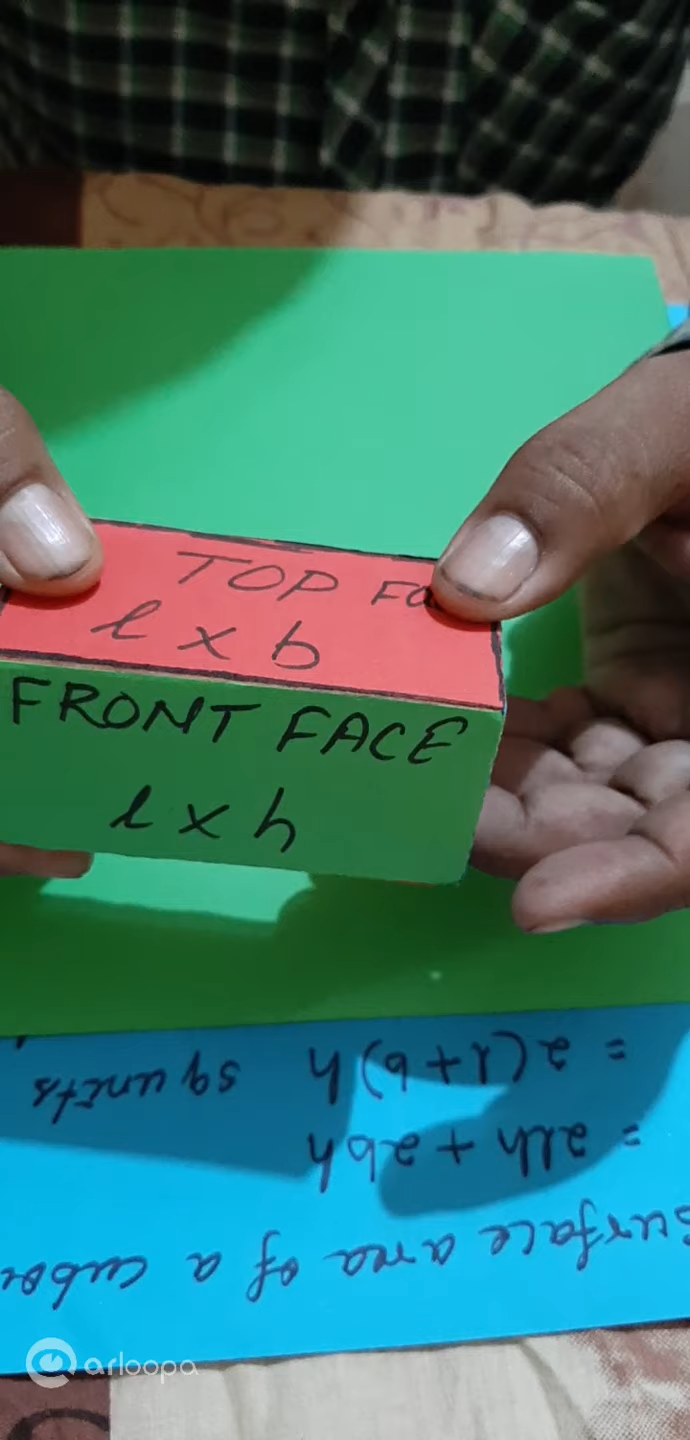 TOP Fa
l x b
FRONT FACE
l x h
surface area of a cubo
= 2lh + 2bh
= 2(l+b)h sq units
arloopa